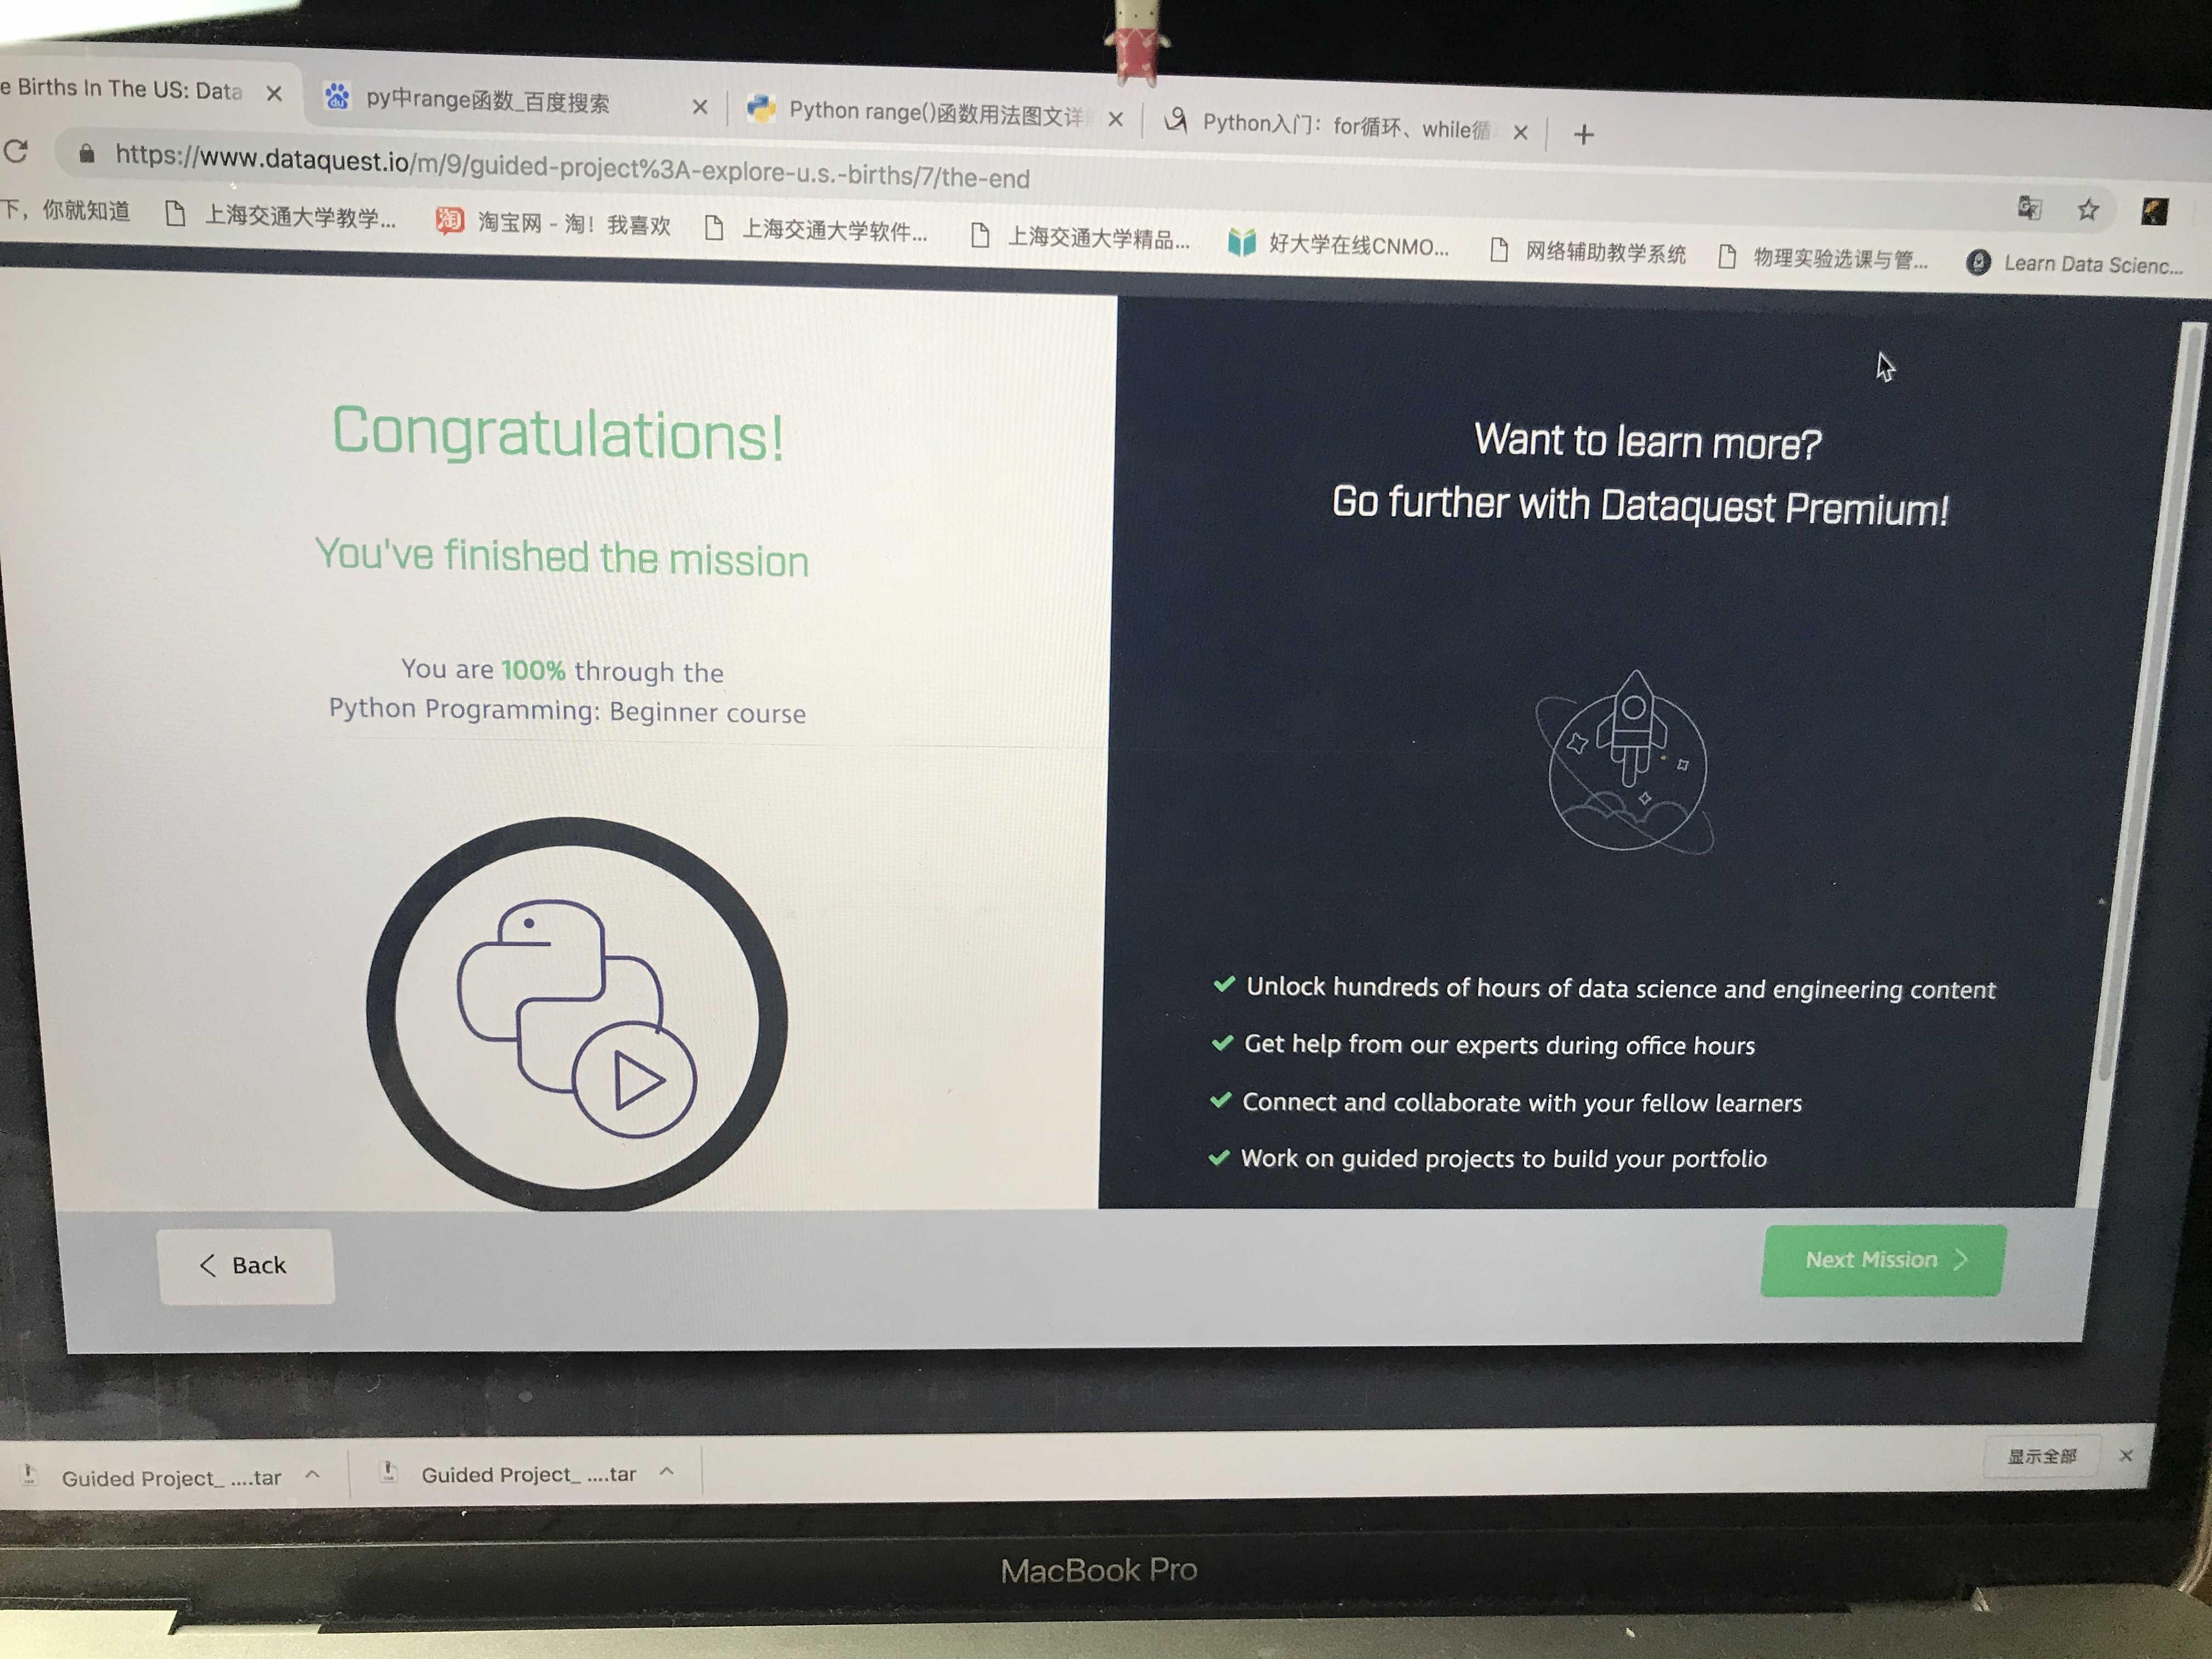 e Births In The US: Data
py中range函数_百度搜索
Python range()函数用法图文详
Python入门：for循环、while循
https://www.dataquest.io/m/9/guided-project%3A-explore-u.s.-births/7/the-end
下，你就知道
上海交通大学教学...
淘
淘宝网 - 淘！我喜欢
上海交通大学软件...
上海交通大学精品...
好大学在线CNMO...
网络辅助教学系统
物理实验选课与管...
Learn Data Scienc...
Congratulations!
You've finished the mission
You are 100% through the
Python Programming: Beginner course
Want to learn more?
Go further with Dataquest Premium!
Unlock hundreds of hours of data science and engineering content
Get help from our experts during office hours
Connect and collaborate with your fellow learners
Work on guided projects to build your portfolio
Back
Next Mission
Guided Project_ ....tar
Guided Project_ ....tar
显示全部
MacBook Pro